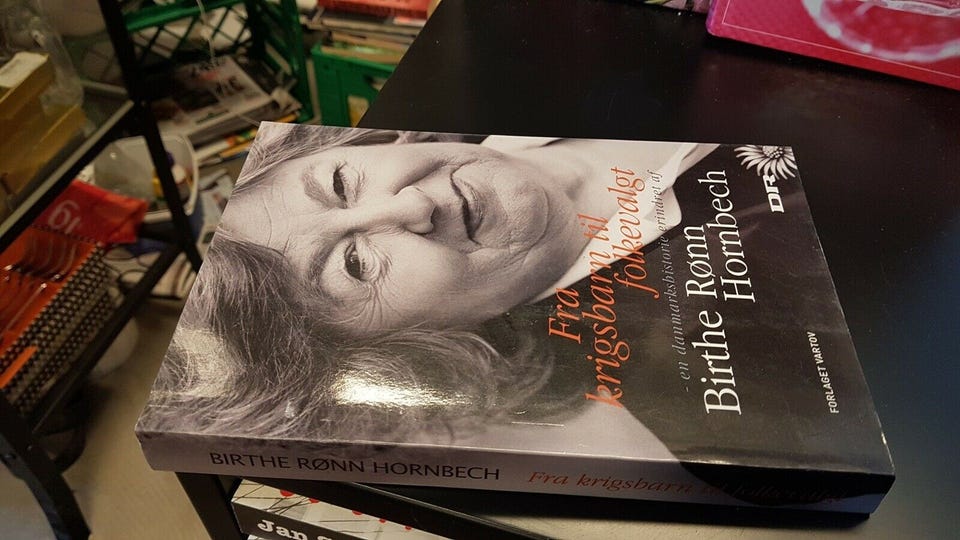 Fra
krigsbarn til
folkevalgt
- en danmarkshistorie erindret af
Birthe Rønn
Hornbech
DR
FORLAGET VARTOV
BIRTHE RØNN HORNBECH Fra krigsbarn til folkevalgt
Jan